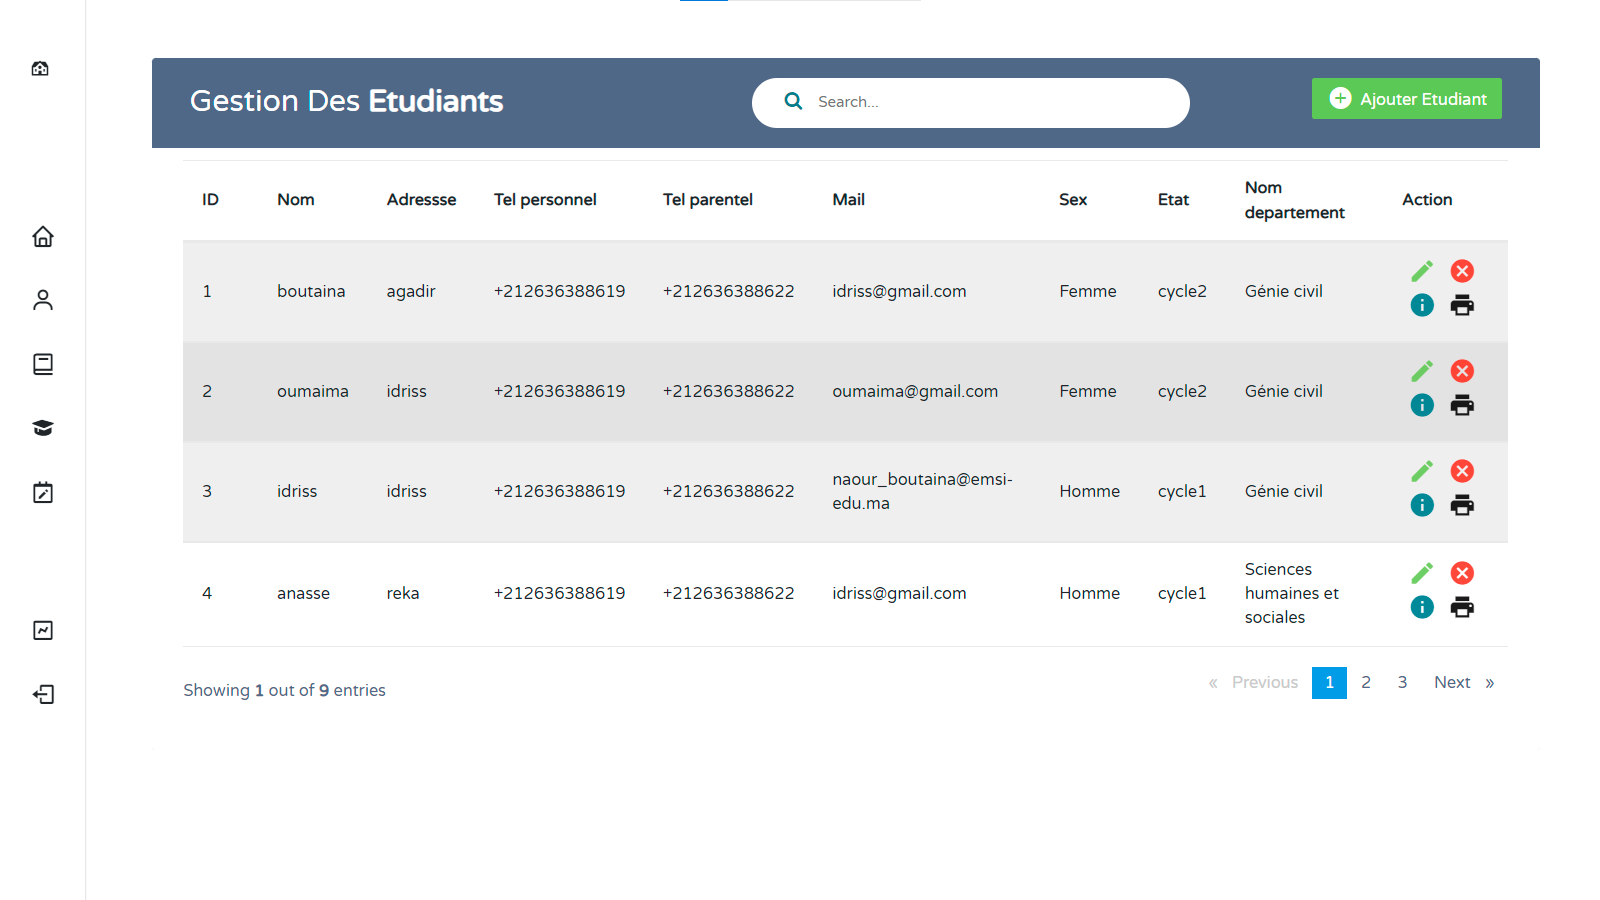 Gestion Des Etudiants
Search...
Ajouter Etudiant
ID Nom Adressse Tel personnel Tel parentel Mail Sex Etat Nom departement Action
1 boutaina agadir +212636388619 +212636388622 idriss@gmail.com Femme cycle2 Génie civil
2 oumaima idriss +212636388619 +212636388622 oumaima@gmail.com Femme cycle2 Génie civil
3 idriss idriss +212636388619 +212636388622 naour_boutaina@emsi-edu.ma Homme cycle1 Génie civil
4 anasse reka +212636388619 +212636388622 idriss@gmail.com Homme cycle1 Sciences humaines et sociales
Showing 1 out of 9 entries
« Previous 1 2 3 Next »